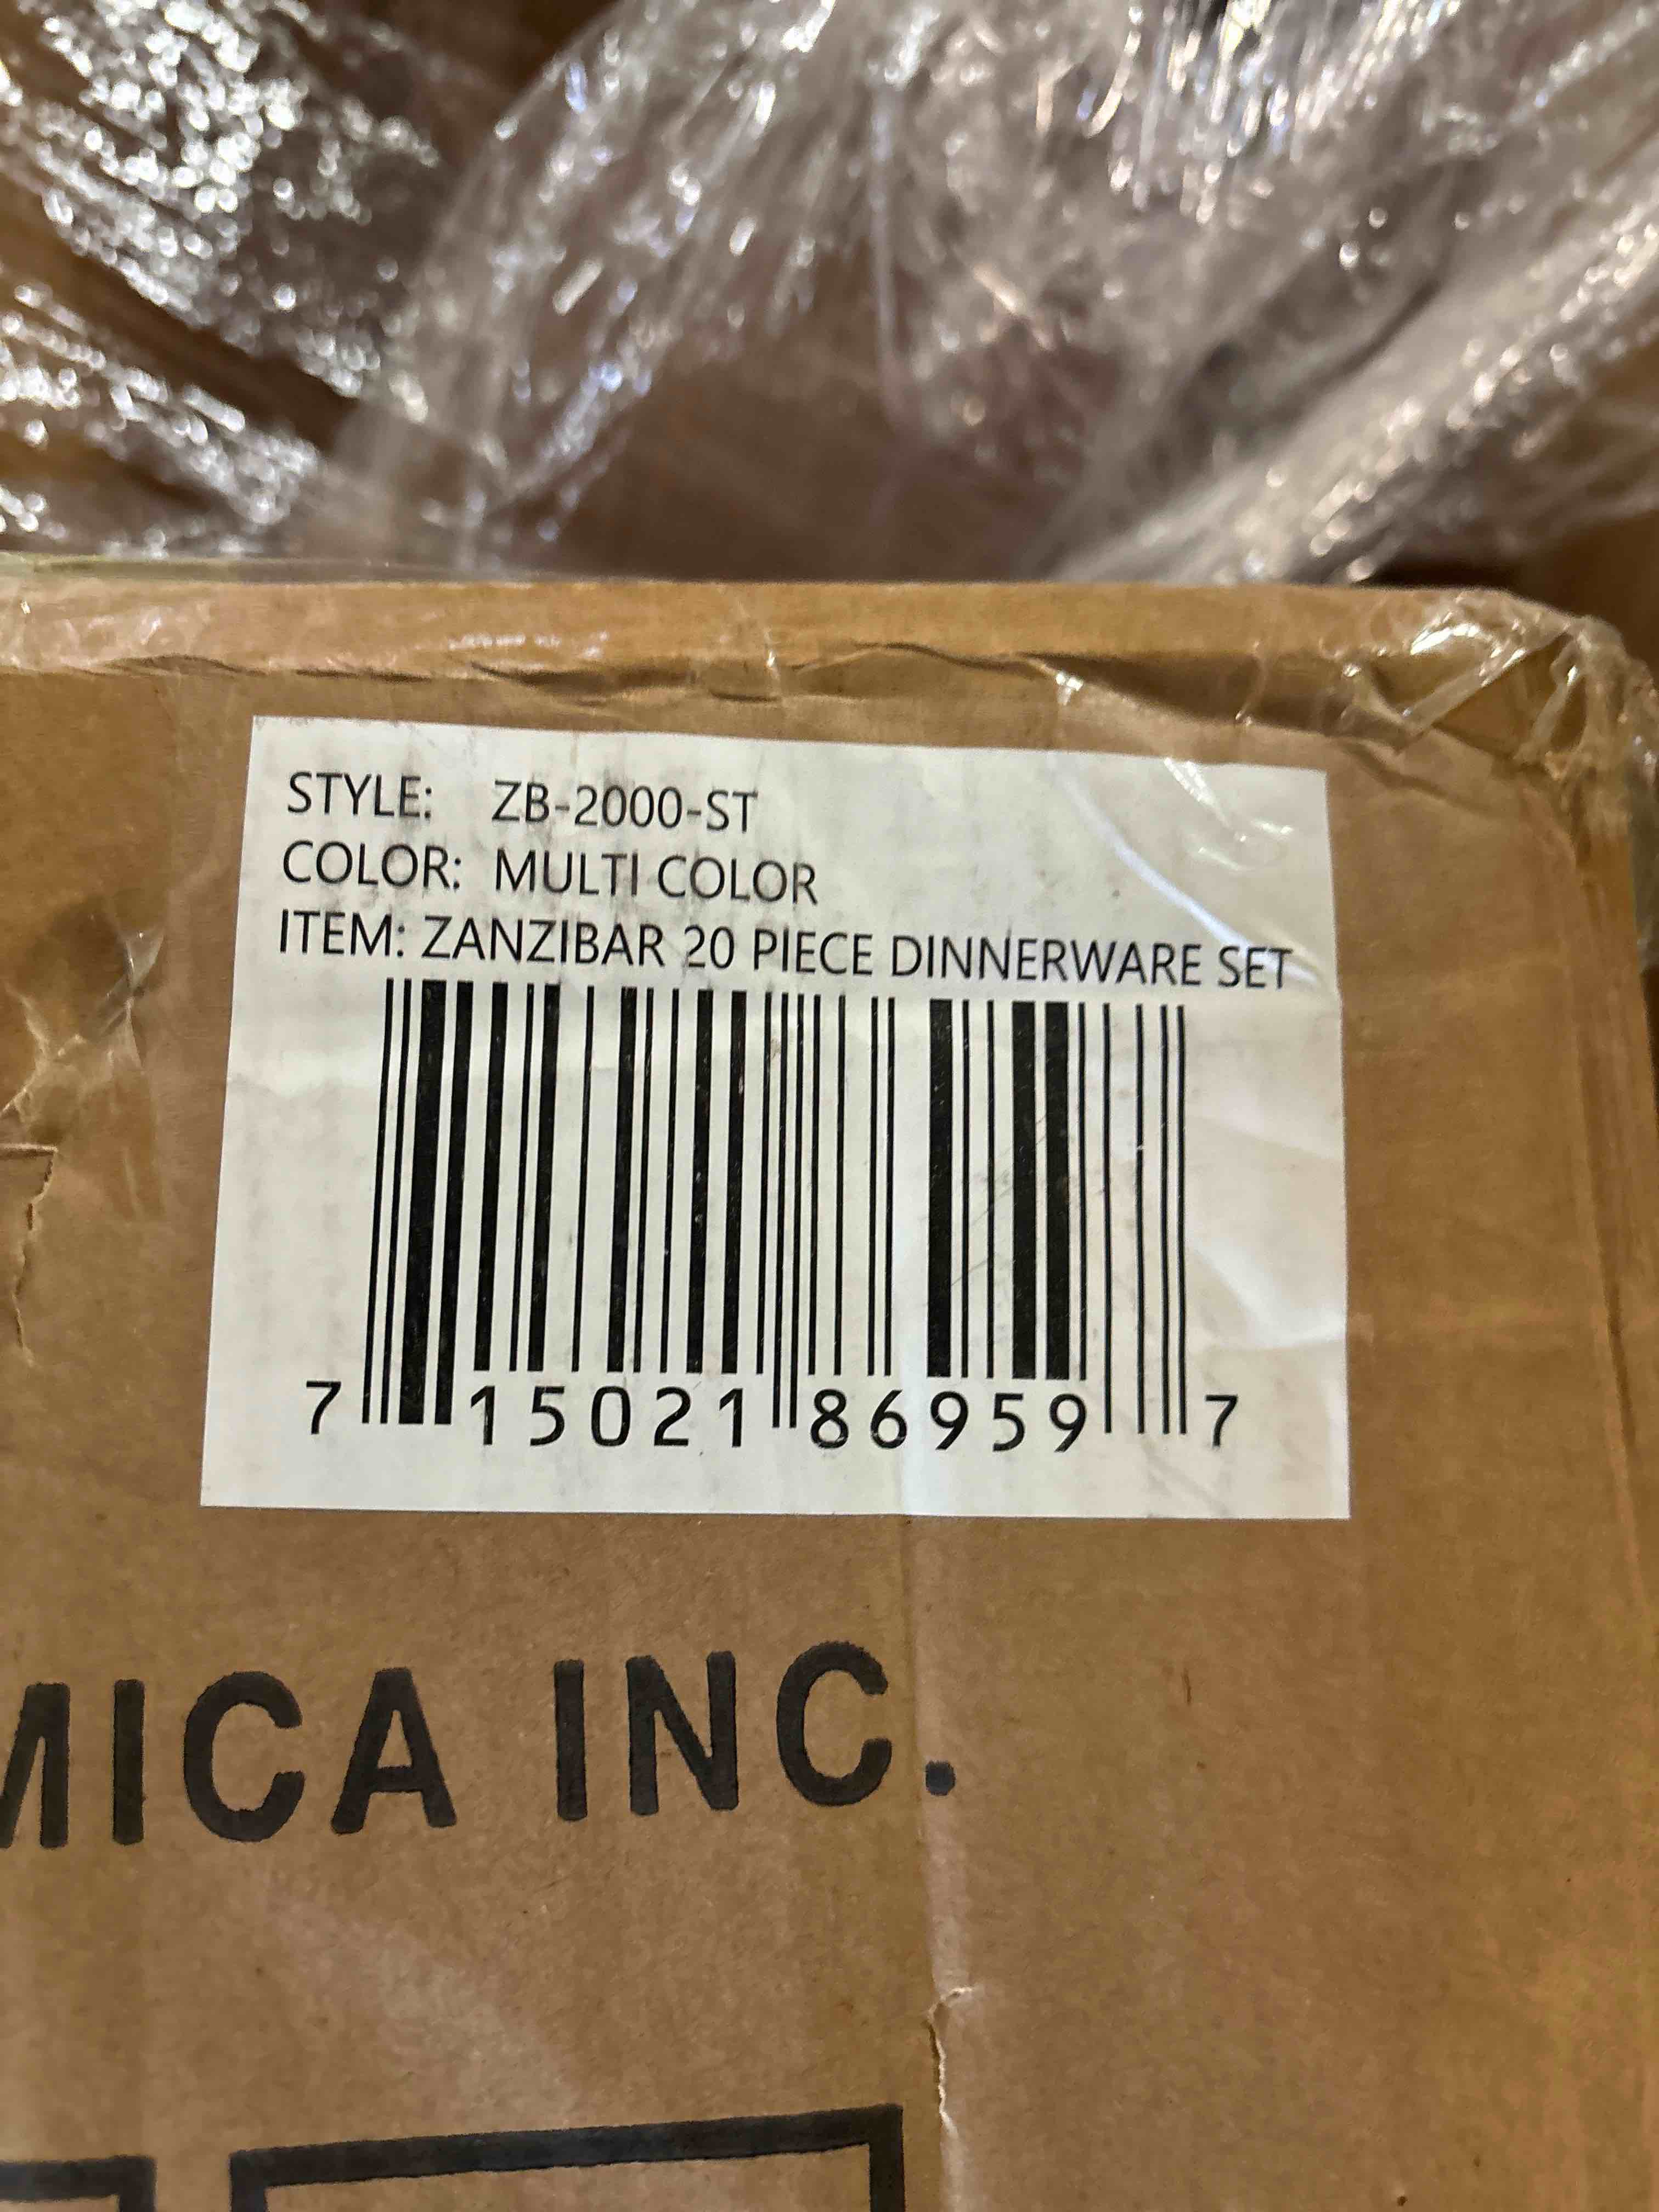 STYLE: ZB-2000-ST
COLOR: MULTI COLOR
ITEM: ZANZIBAR 20 PIECE DINNERWARE SET
7 15021 86959 7
MICA INC.